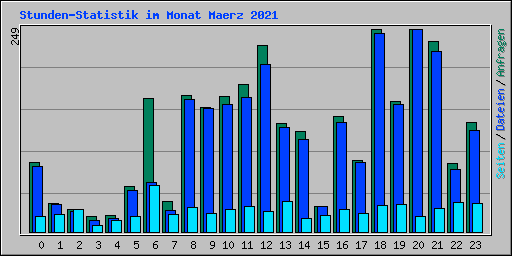 Stunden-Statistik im Monat Maerz 2021
249
Seiten / Dateien / Anfragen
0 1 2 3 4 5 6 7 8 9 10 11 12 13 14 15 16 17 18 19 20 21 22 23